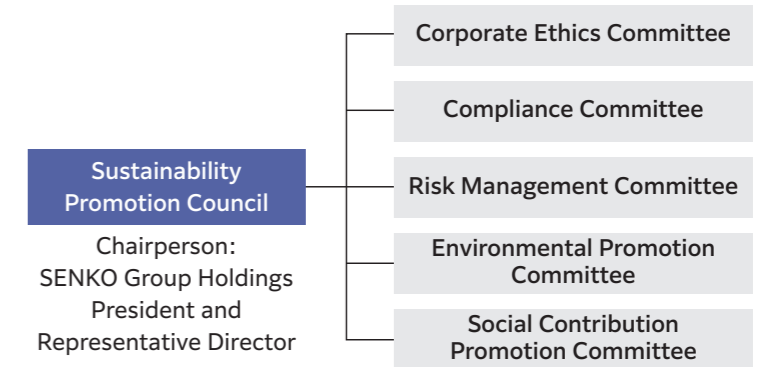 Sustainability
Promotion Council
Chairperson:
SENKO Group Holdings
President and
Representative Director
Corporate Ethics Committee
Compliance Committee
Risk Management Committee
Environmental Promotion
Committee
Social Contribution
Promotion Committee